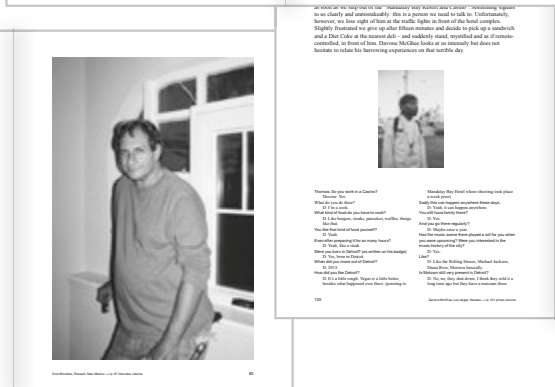 as soon as we step out of the "Mandalay Bay Resort and Casino" Something signals
to us clearly and unmistakeably: this is a person we need to talk to. Unfortunately,
however, we lose sight of him at the traffic lights in front of the hotel complex.
Slightly frustrated we give up after fifteen minutes and decide to pick up a sandwich
and a Diet Coke at the nearest deli – and suddenly stand, mystified and as if remote-
controlled, in front of him. Davone McGhee looks at us intensely but does not
hesitate to relate his harrowing experiences on that terrible day.
Thomas: Do you work in a Casino?
Davone: Yes.
What do you do there?
D: I'm a cook.
What kind of food do you have to cook?
D: Like burgers, steaks, pancakes, waffles, things
like that.
You like that kind of food yourself?
D: Yeah.
Even after preparing it for so many hours?
D: Yeah, like a steak.
Were you born in Detroit? (as written on his badge)
D: Yes, born in Detroit.
When did you move out of Detroit?
D: 2015.
How did you like Detroit?
D: It's a little rough. Vegas is a little better,
besides what happened over there. (pointing to
Mandalay Bay Hotel where shooting took place
a week prior)
Sadly this can happen anywhere these days.
D: Yeah, it can happen anywhere.
You still have family there?
D: Yes.
And you go there regularly?
D: Maybe once a year.
Has the music scene there played a roll for you when
you were upcoming? Were you interested in the
music history of the city?
D: Yes.
Like?
D: Like the Rolling Stones, Michael Jackson,
Diana Ross, Motown basically.
Is Motown still very present in Detroit?
D: No, no, they shut down, I think they sold it a
long time ago but they have a museum there.
120